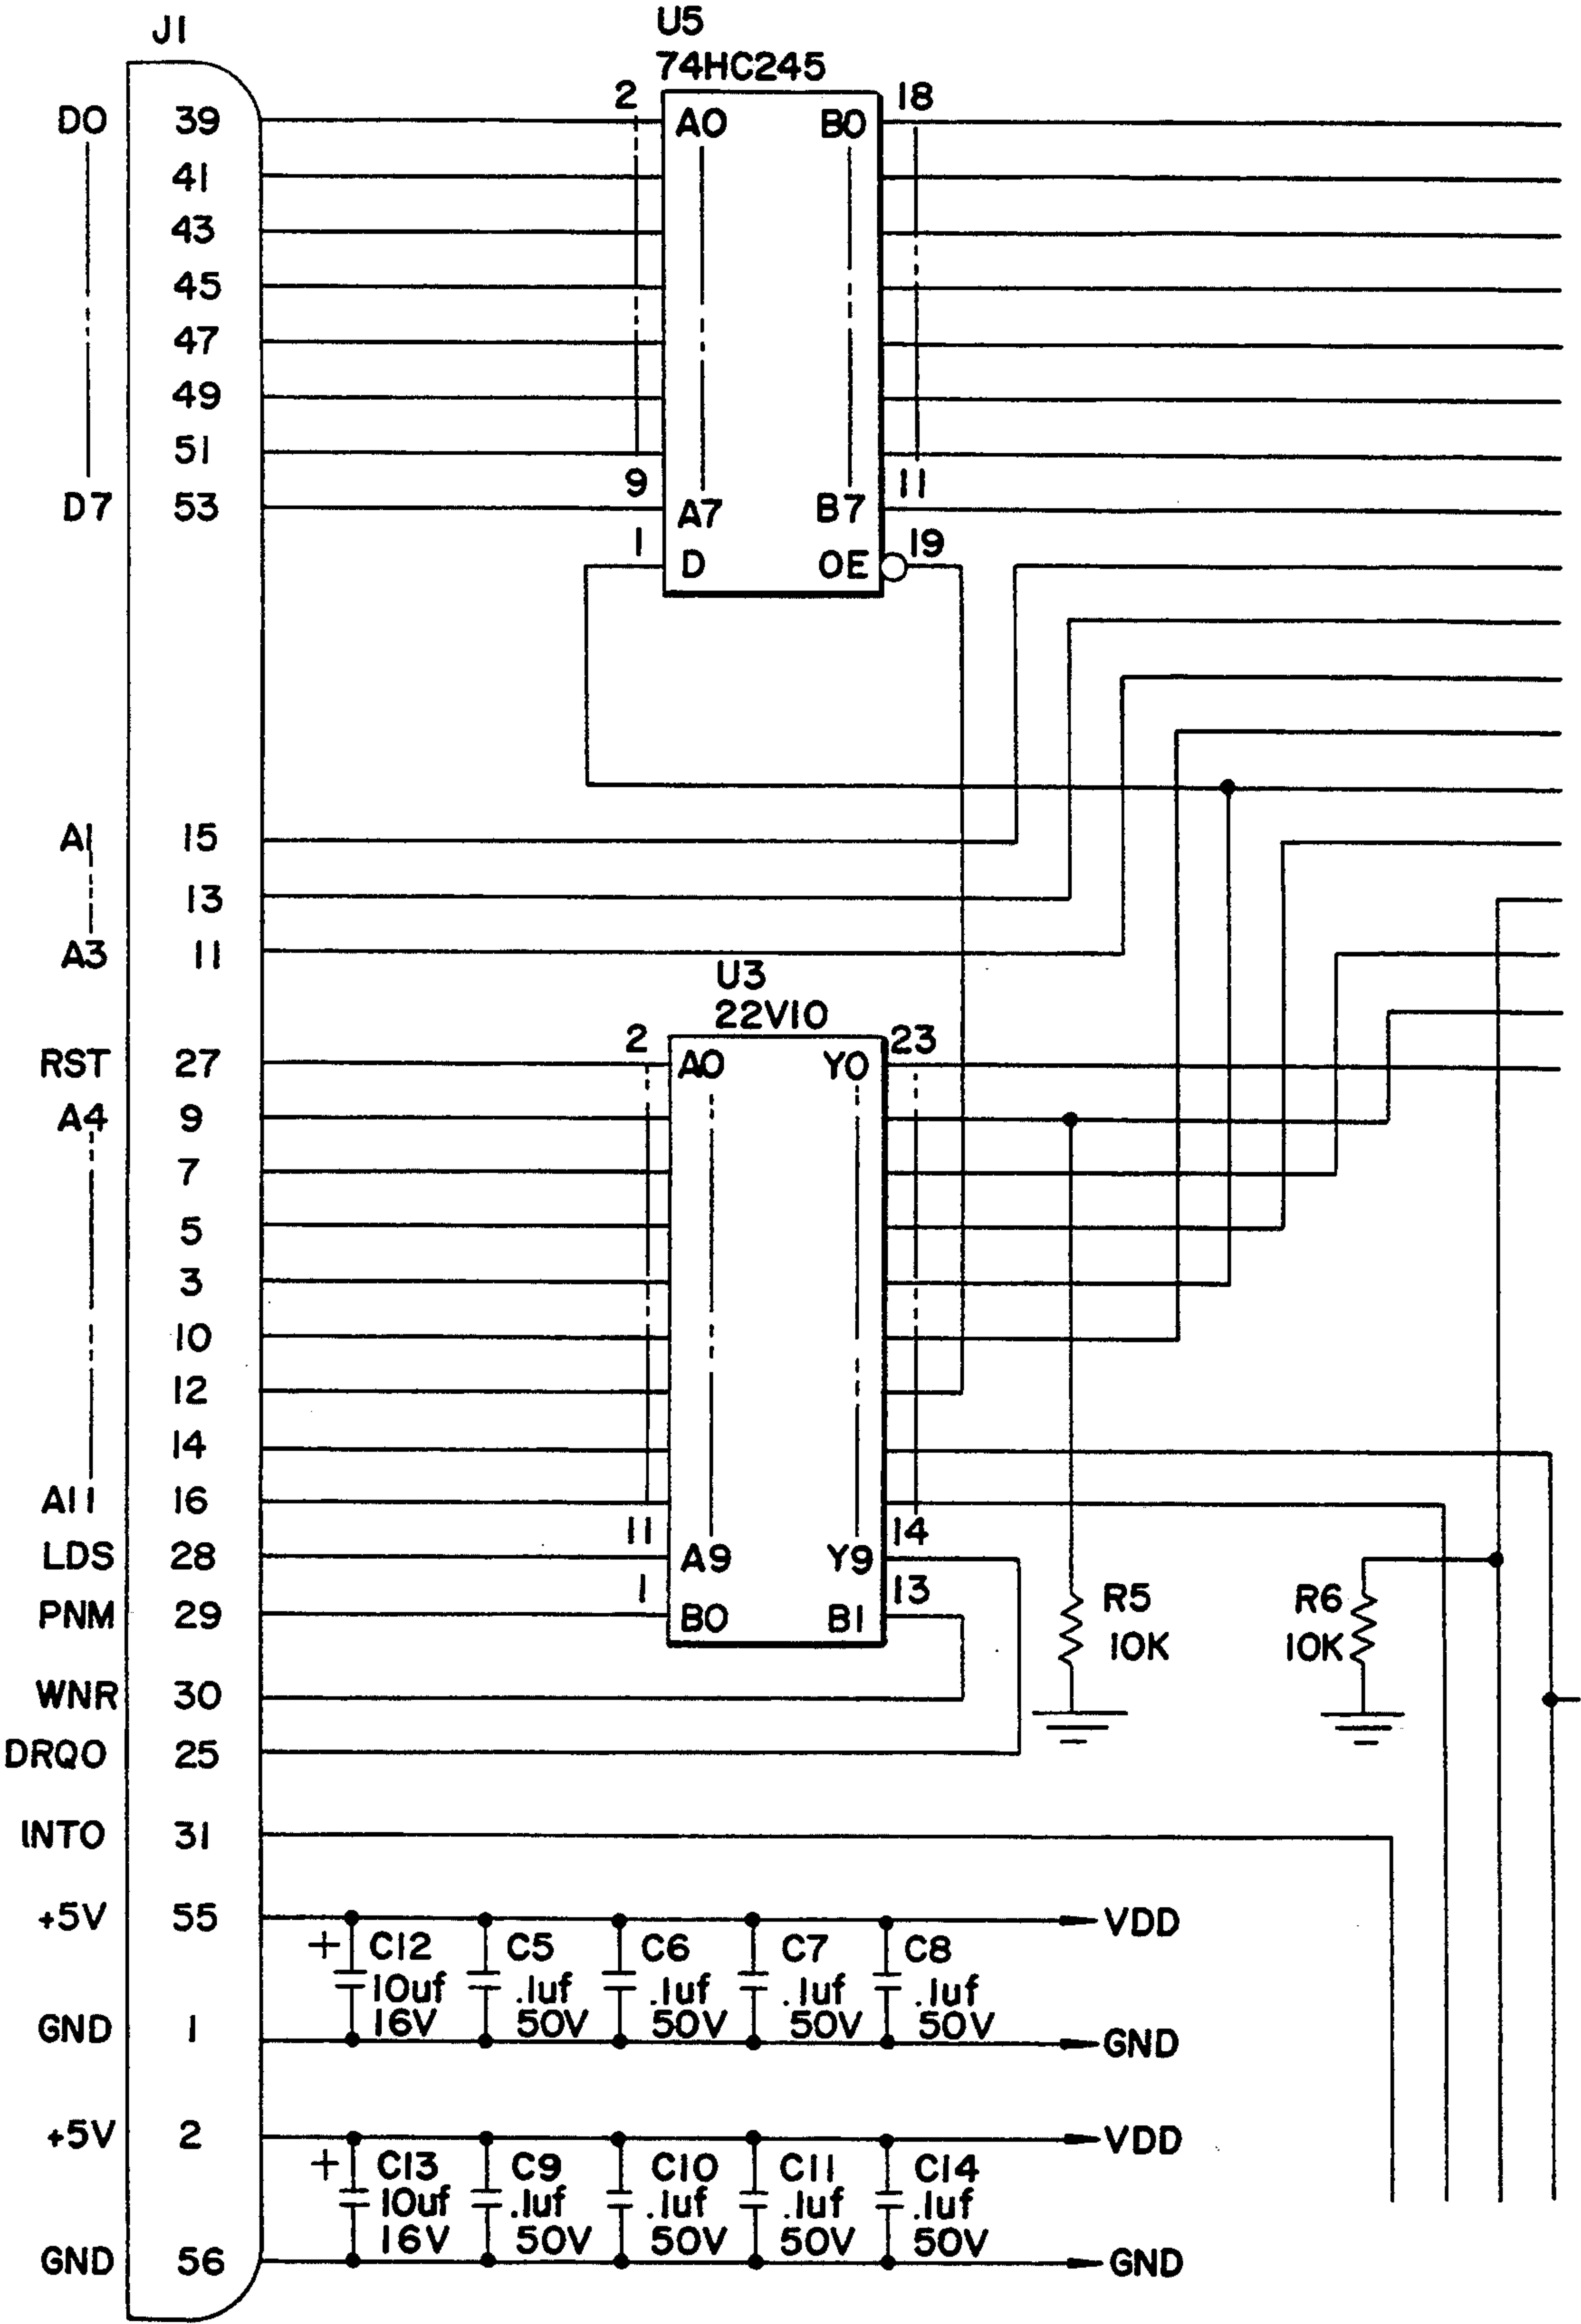 J1
U5
74HC245
D0 39 2 A0 B0 18
41
43
45
47
49
51
D7 53 9 A7 B7 11
1 D OE 19
A1 15
13
A3 11
U3
22V10
RST 27 2 A0 Y0 23
A4 9
7
5
3
10
12
14
A11 16
LDS 28 11 A9 Y9 14
PNM 29 1 B0 B1 13
R5
10K
R6
10K
WNR 30
DRQ0 25
INT0 31
+5V 55 VDD
+ C12 C5 C6 C7 C8
10uf .1uf .1uf .1uf .1uf
16V 50V 50V 50V 50V
GND 1 GND
+5V 2 VDD
+ C13 C9 C10 C11 C14
10uf .1uf .1uf .1uf .1uf
16V 50V 50V 50V 50V
GND 56 GND